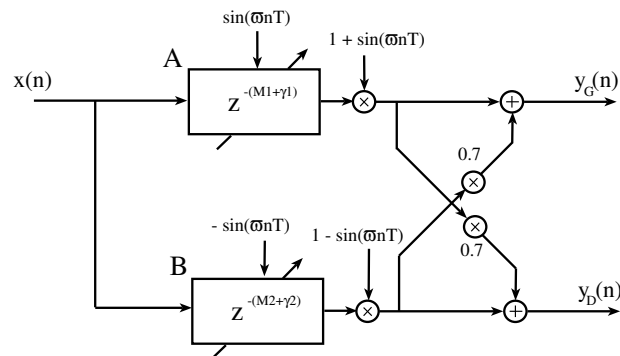 sin(ϖnT)
A
1 + sin(ϖnT)
x(n)
z^-(M1+γ1)
×
+
y_G(n)
0.7
×
×
0.7
- sin(ϖnT)
B
1 - sin(ϖnT)
z^-(M2+γ2)
×
+
y_D(n)